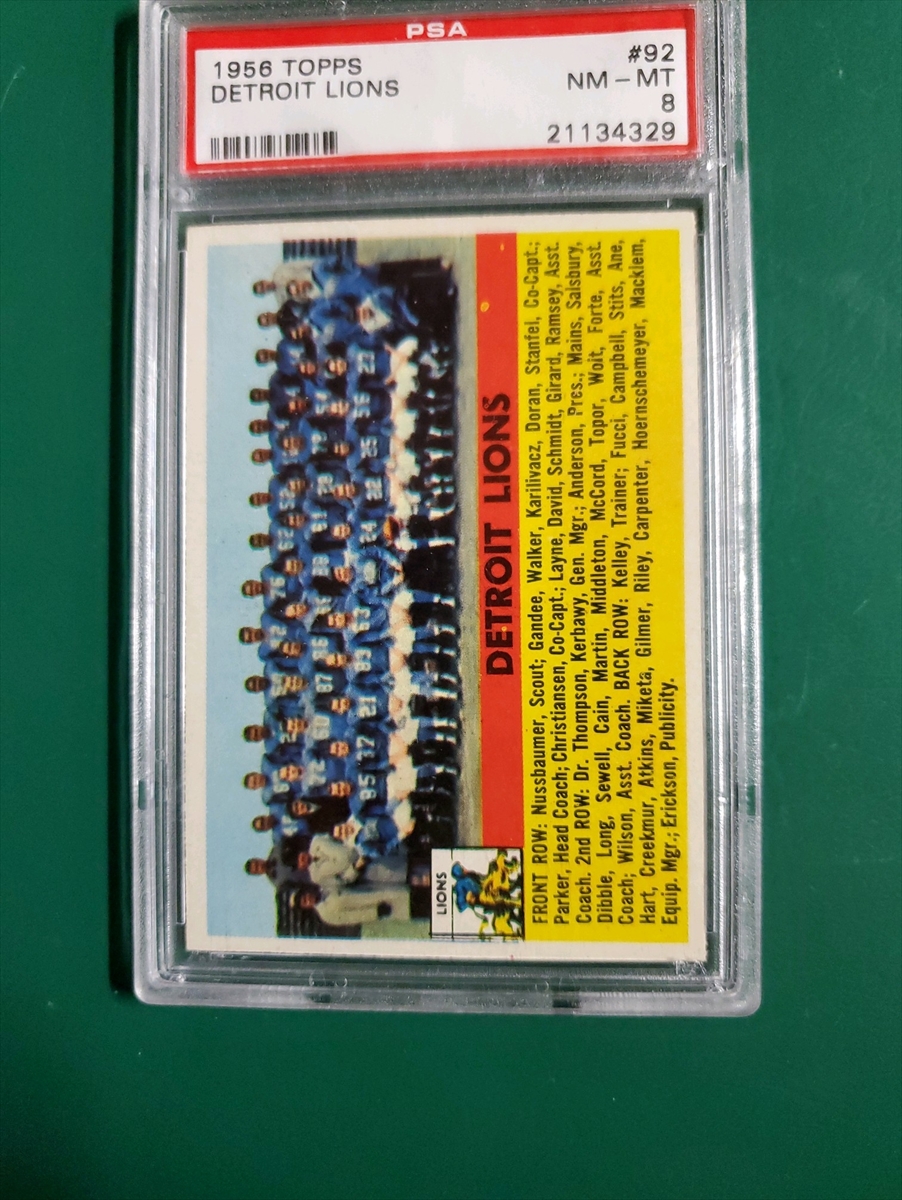 PSA
1956 TOPPS #92
DETROIT LIONS NM - MT
8
21134329
LIONS
DETROIT LIONS
FRONT ROW: Nussbaumer, Scout; Gandee, Walker, Karilivacz, Doran, Stanfel, Co-Capt.;
Parker, Head Coach; Christiansen, Co-Capt.; Layne, David, Schmidt, Girard, Ramsey, Asst.
Coach. 2nd ROW: Dr. Thompson, Kerbawy, Gen. Mgr.; Anderson, Pres.; Mains, Salsbury,
Dibble, Long, Sewell, Cain, Martin, Middleton, McCord, Topor, Woit, Forte, Asst.
Coach; Wilson, Asst. Coach. BACK ROW: Kelley, Trainer; Fucci, Campbell, Stits, Ane,
Hart, Creekmur, Atkins, Miketa, Gilmer, Riley, Carpenter, Hoernschemeyer, Macklem,
Equip. Mgr.; Erickson, Publicity.